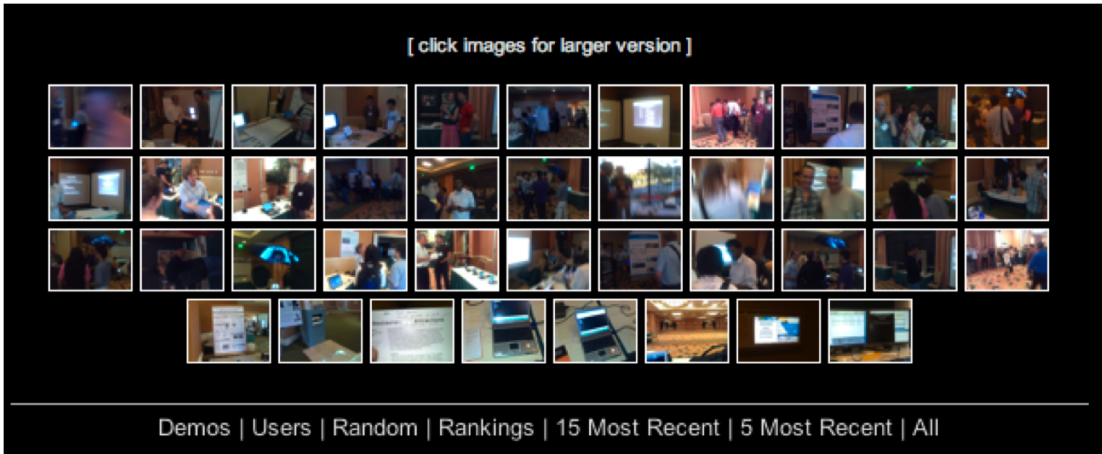 [ click images for larger version ]
Demos | Users | Random | Rankings | 15 Most Recent | 5 Most Recent | All